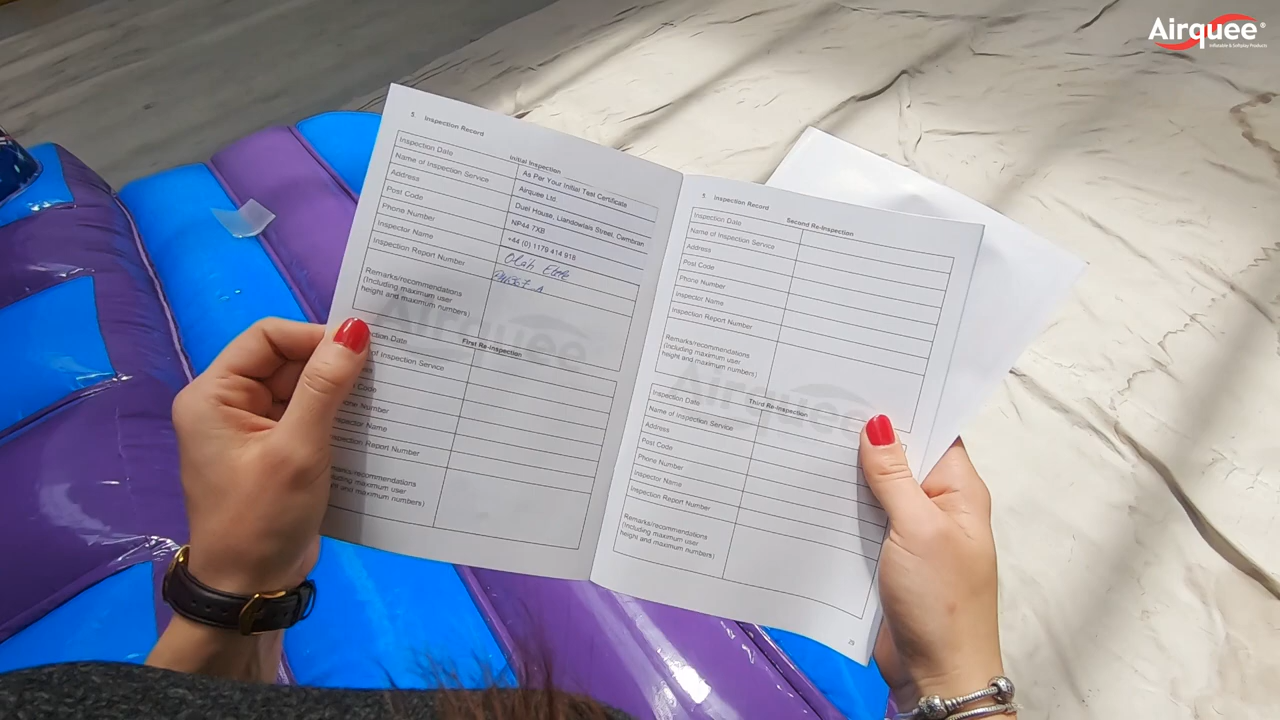 Airquee®
Inflatable & Softplay Products
5. Inspection Record
Initial Inspection
Inspection Date As Per Your Initial Test Certificate
Name of Inspection Service Airquee Ltd
Address Duel House, Llandowlais Street, Cwmbran
Post Code NP44 7XB
Phone Number +44 (0) 1179 414 918
Inspector Name Olah
Inspection Report Number
Remarks/recommendations
(Including maximum user
height and maximum numbers)
Airquee
First Re-Inspection
ction Date
of Inspection Service
Code
Number
Inspector Name
Inspection Report Number
Remarks/recommendations
maximum user
and maximum numbers)
5. Inspection Record
Second Re-Inspection
Inspection Date
Name of Inspection Service
Address
Post Code
Phone Number
Inspector Name
Inspection Report Number
Remarks/recommendations
(Including maximum user
height and maximum numbers)
Airquee
Third Re-Inspection
Inspection Date
Name of Inspection Service
Address
Post Code
Phone Number
Inspector Name
Inspection Report Number
Remarks/recommendations
(Including maximum user
height and maximum numbers)
29